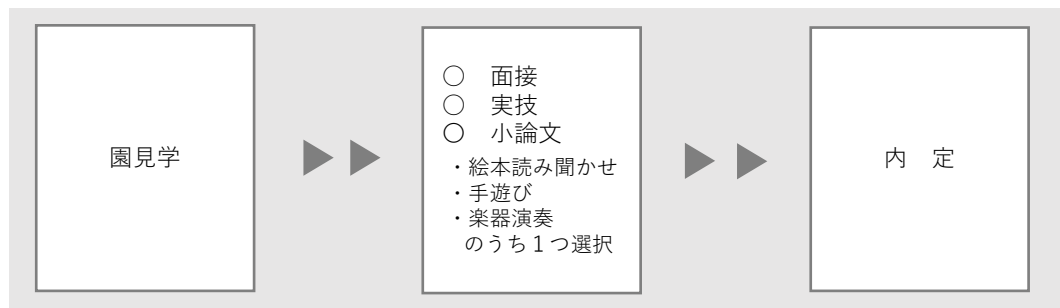 園見学
○　面接
○　実技
○　小論文
・絵本読み聞かせ
・手遊び
・楽器演奏
のうち１つ選択
内　定